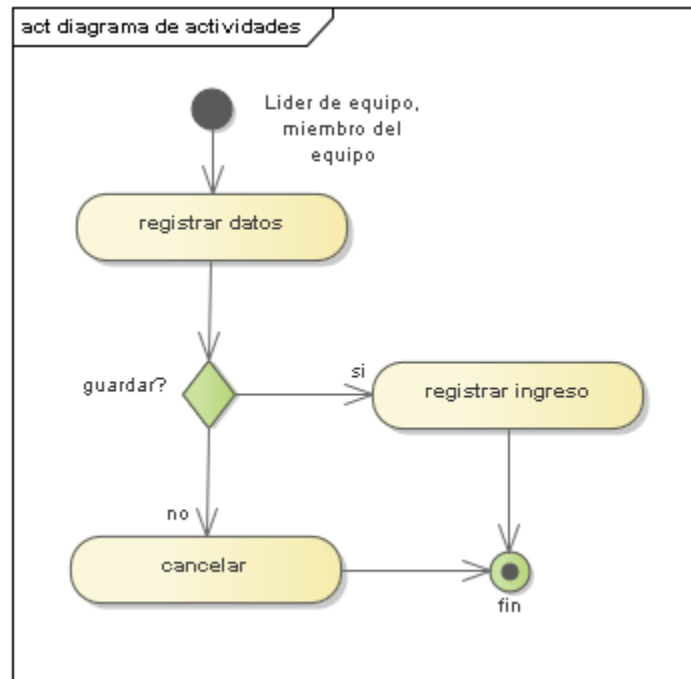 act diagrama de actividades
Lider de equipo,
miembro del
equipo
registrar datos
guardar?
si
registrar ingreso
no
cancelar
fin